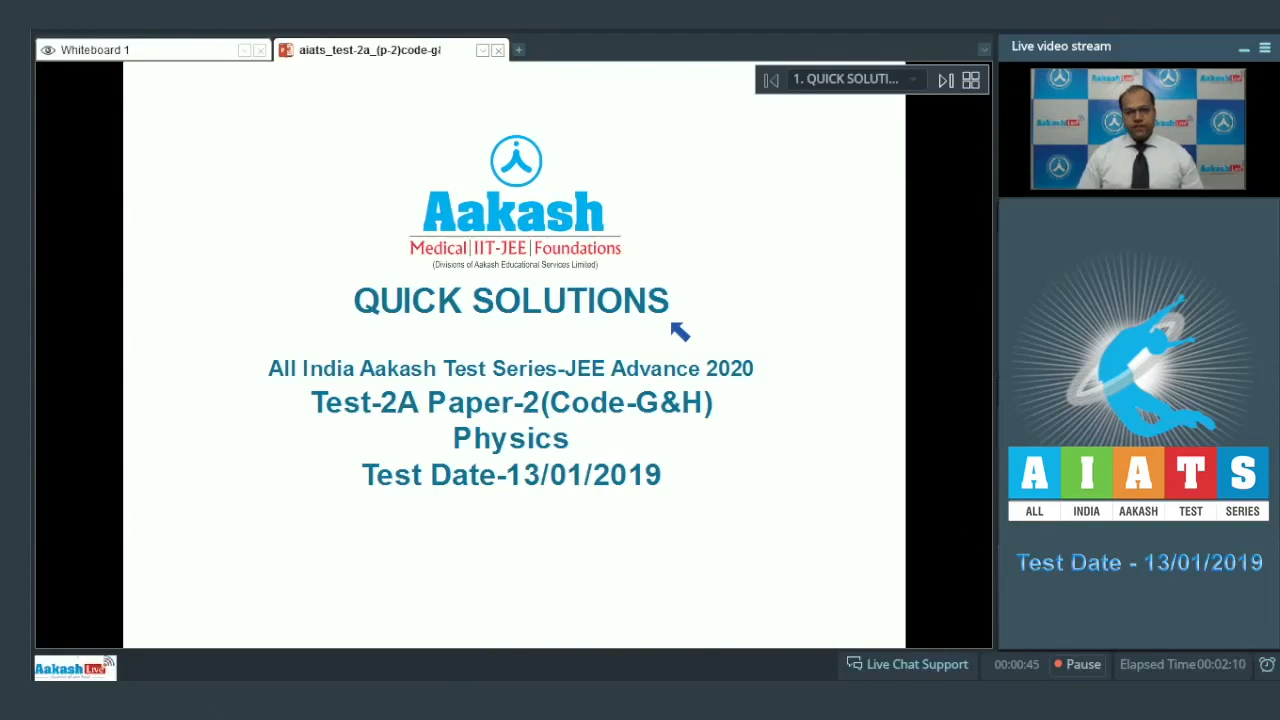 Whiteboard 1
aiats_test-2a_(p-2)code-g&
1. QUICK SOLUTI...
Live video stream
Aakash
Medical|IIT-JEE|Foundations
(Divisions of Aakash Educational Services Limited)
QUICK SOLUTIONS
All India Aakash Test Series-JEE Advance 2020
Test-2A Paper-2(Code-G&H)
Physics
Test Date-13/01/2019
AakashLive
A I A T S
ALL INDIA AAKASH TEST SERIES
Test Date - 13/01/2019
Aakash Live
Live Chat Support
00:00:45
Pause
Elapsed Time 00:02:10